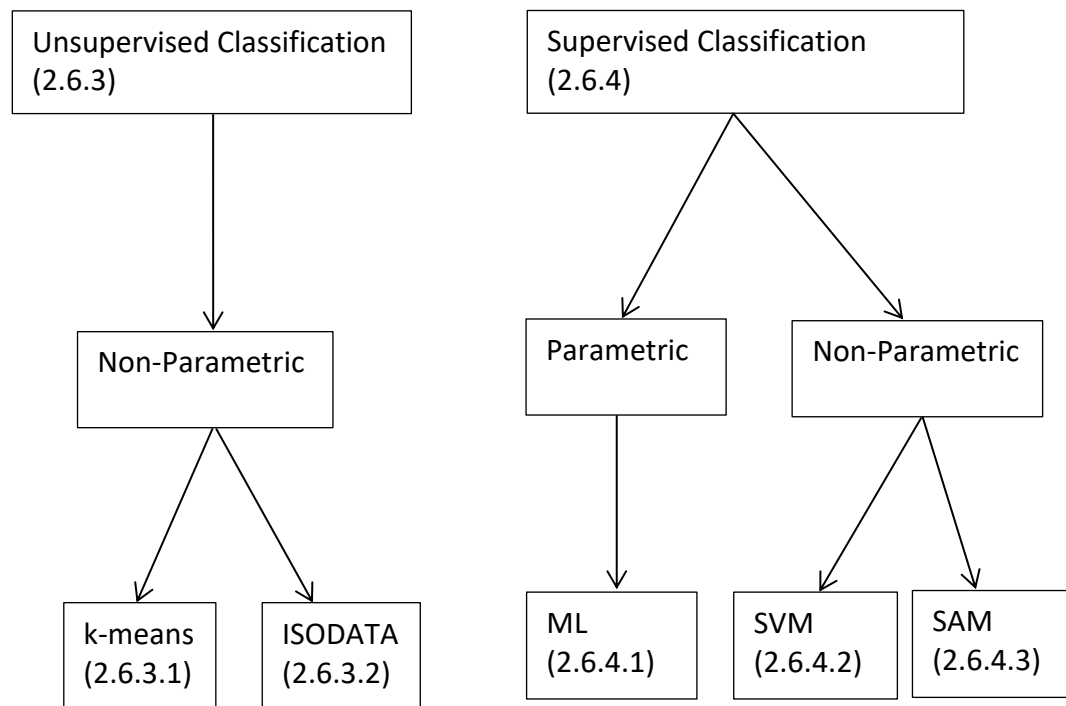 Unsupervised Classification
(2.6.3)
Supervised Classification
(2.6.4)
Non-Parametric
Parametric
Non-Parametric
k-means
(2.6.3.1)
ISODATA
(2.6.3.2)
ML
(2.6.4.1)
SVM
(2.6.4.2)
SAM
(2.6.4.3)